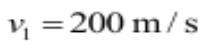 v₁ = 200 m/s